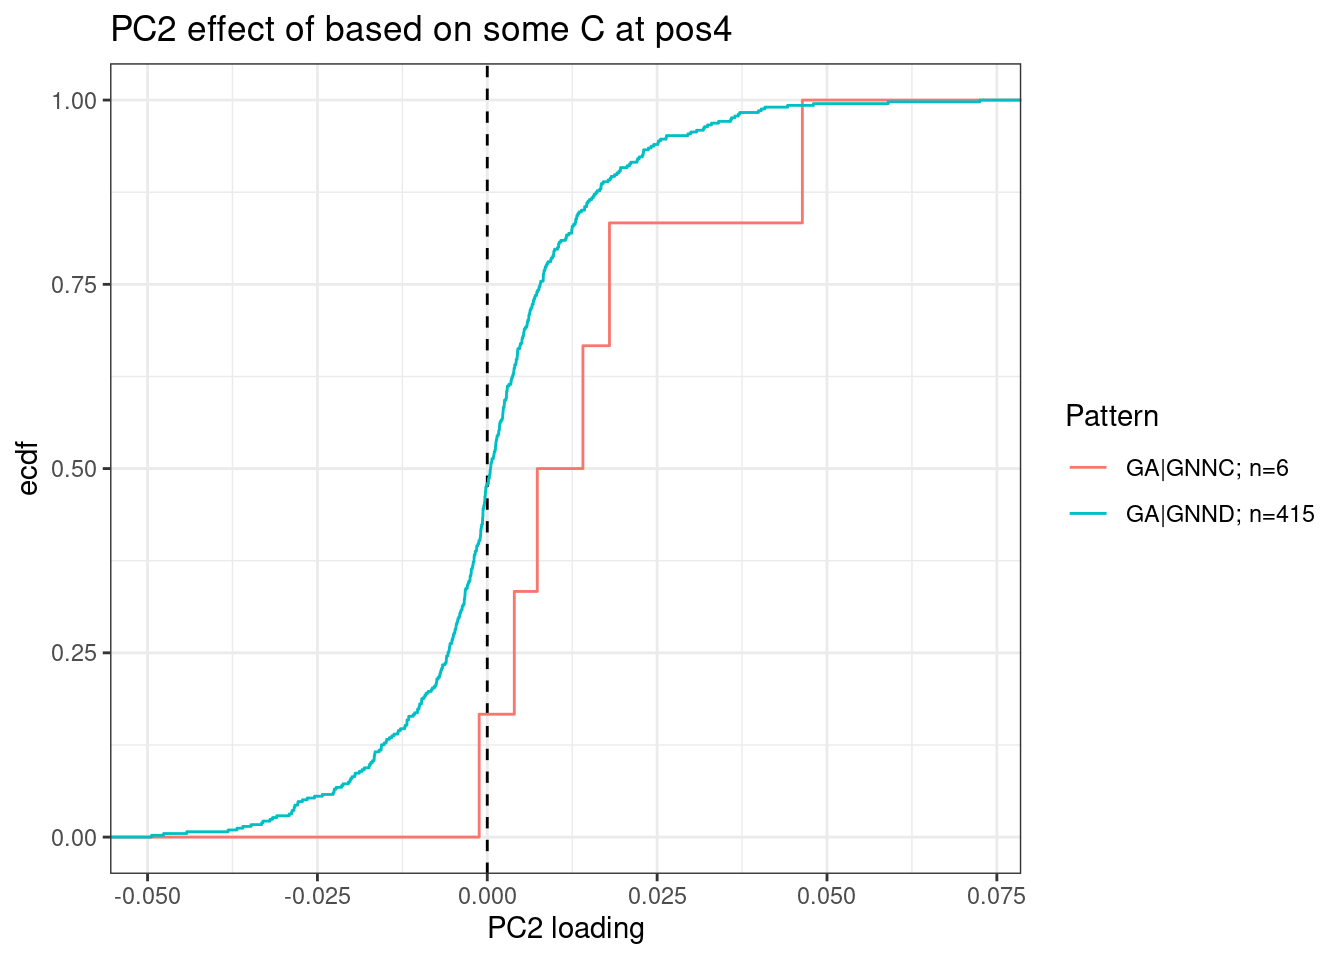 PC2 effect of based on some C at pos4
1.00
0.75
0.50
0.25
0.00
ecdf
-0.050
-0.025
0.000
0.025
0.050
0.075
PC2 loading
Pattern
GA|GNNC; n=6
GA|GNND; n=415